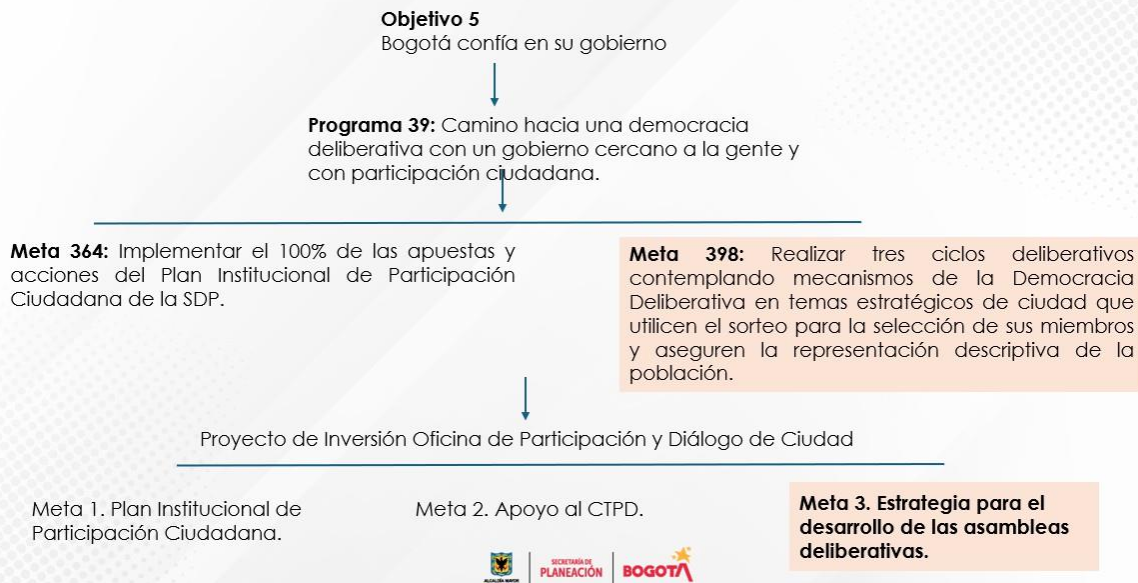 Objetivo 5
Bogotá confía en su gobierno
Programa 39: Camino hacia una democracia
deliberativa con un gobierno cercano a la gente y
con participación ciudadana.
Meta 364: Implementar el 100% de las apuestas y
acciones del Plan Institucional de Participación
Ciudadana de la SDP.
Meta 398: Realizar tres ciclos deliberativos
contemplando mecanismos de la Democracia
Deliberativa en temas estratégicos de ciudad que
utilicen el sorteo para la selección de sus miembros
y aseguren la representación descriptiva de la
población.
Proyecto de Inversión Oficina de Participación y Diálogo de Ciudad
Meta 1. Plan Institucional de
Participación Ciudadana.
Meta 2. Apoyo al CTPD.
Meta 3. Estrategia para el
desarrollo de las asambleas
deliberativas.
ALCALDÍA MAYOR
SECRETARÍA DE
PLANEACIÓN
BOGOTÁ